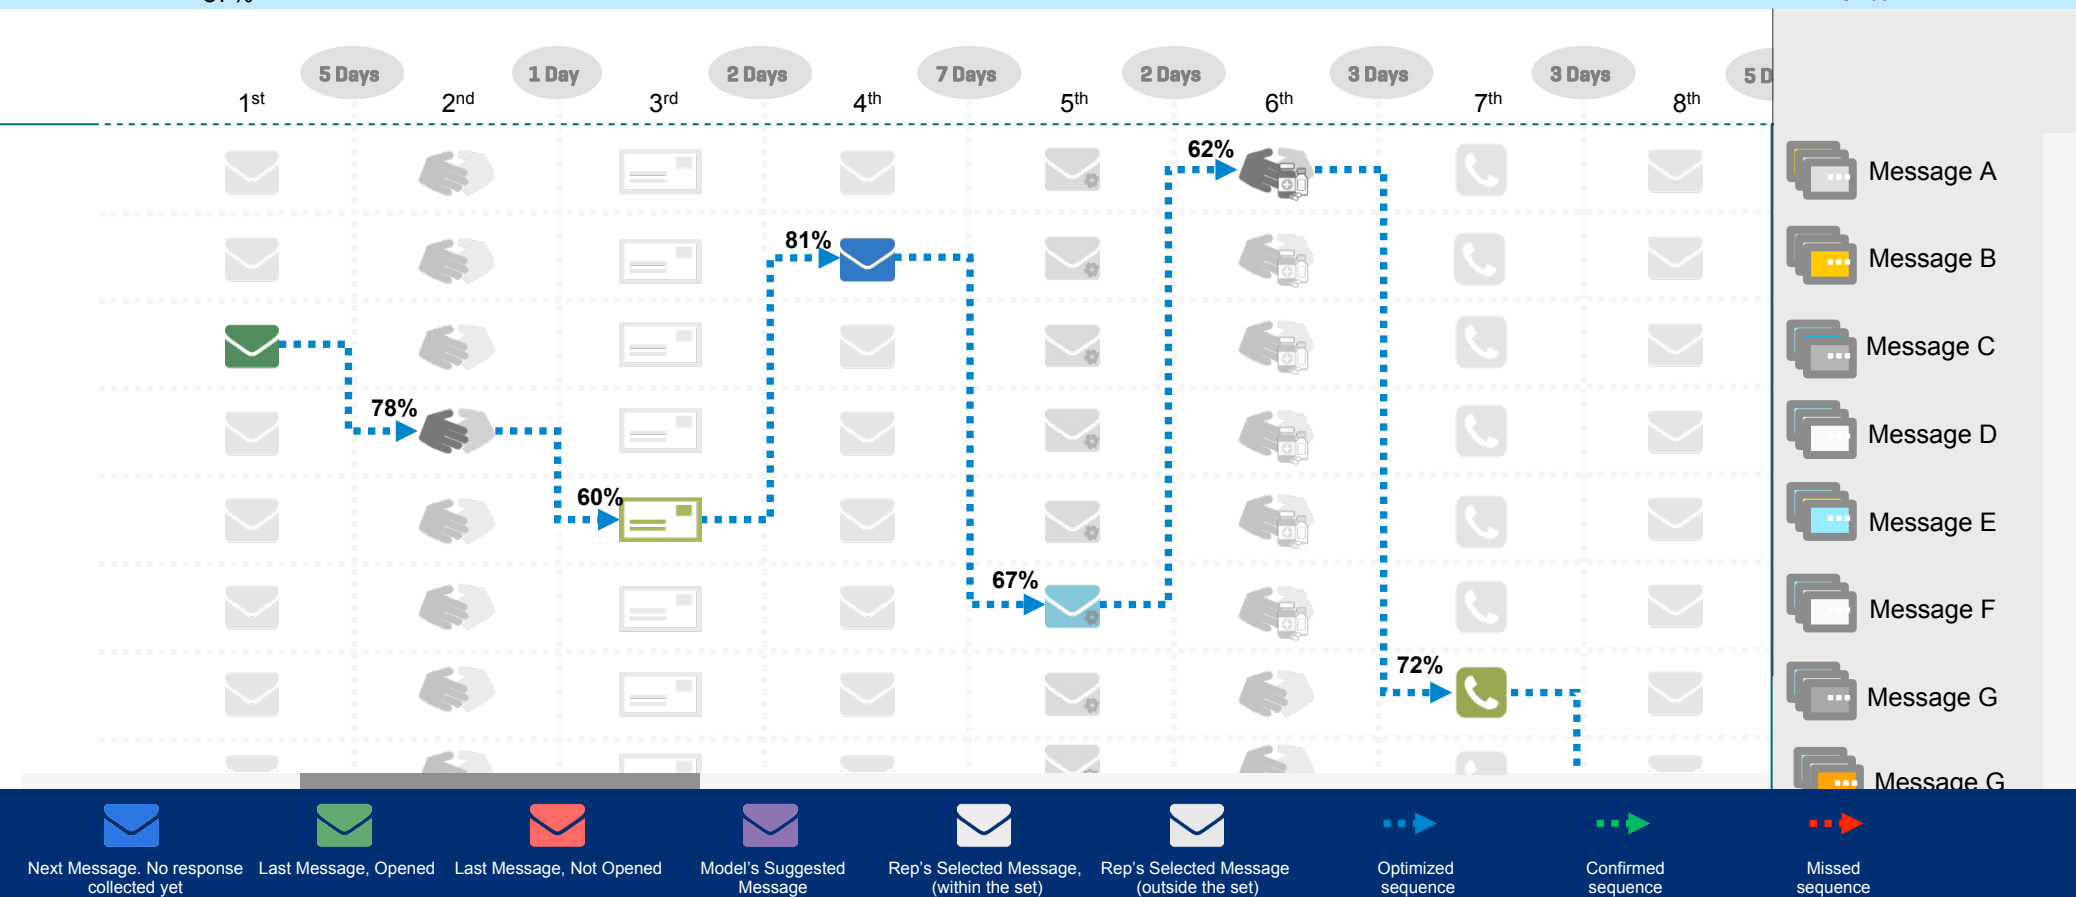 5 Days
1 Day
2 Days
7 Days
2 Days
3 Days
3 Days
5 D
1st
2nd
3rd
4th
5th
6th
7th
8th
62%
Message A
81%
Message B
Message C
78%
Message D
60%
Message E
67%
Message F
72%
Message G
Message G
Next Message. No response
collected yet
Last Message, Opened
Last Message, Not Opened
Model's Suggested
Message
Rep's Selected Message,
(within the set)
Rep's Selected Message
(outside the set)
Optimized
sequence
Confirmed
sequence
Missed
sequence